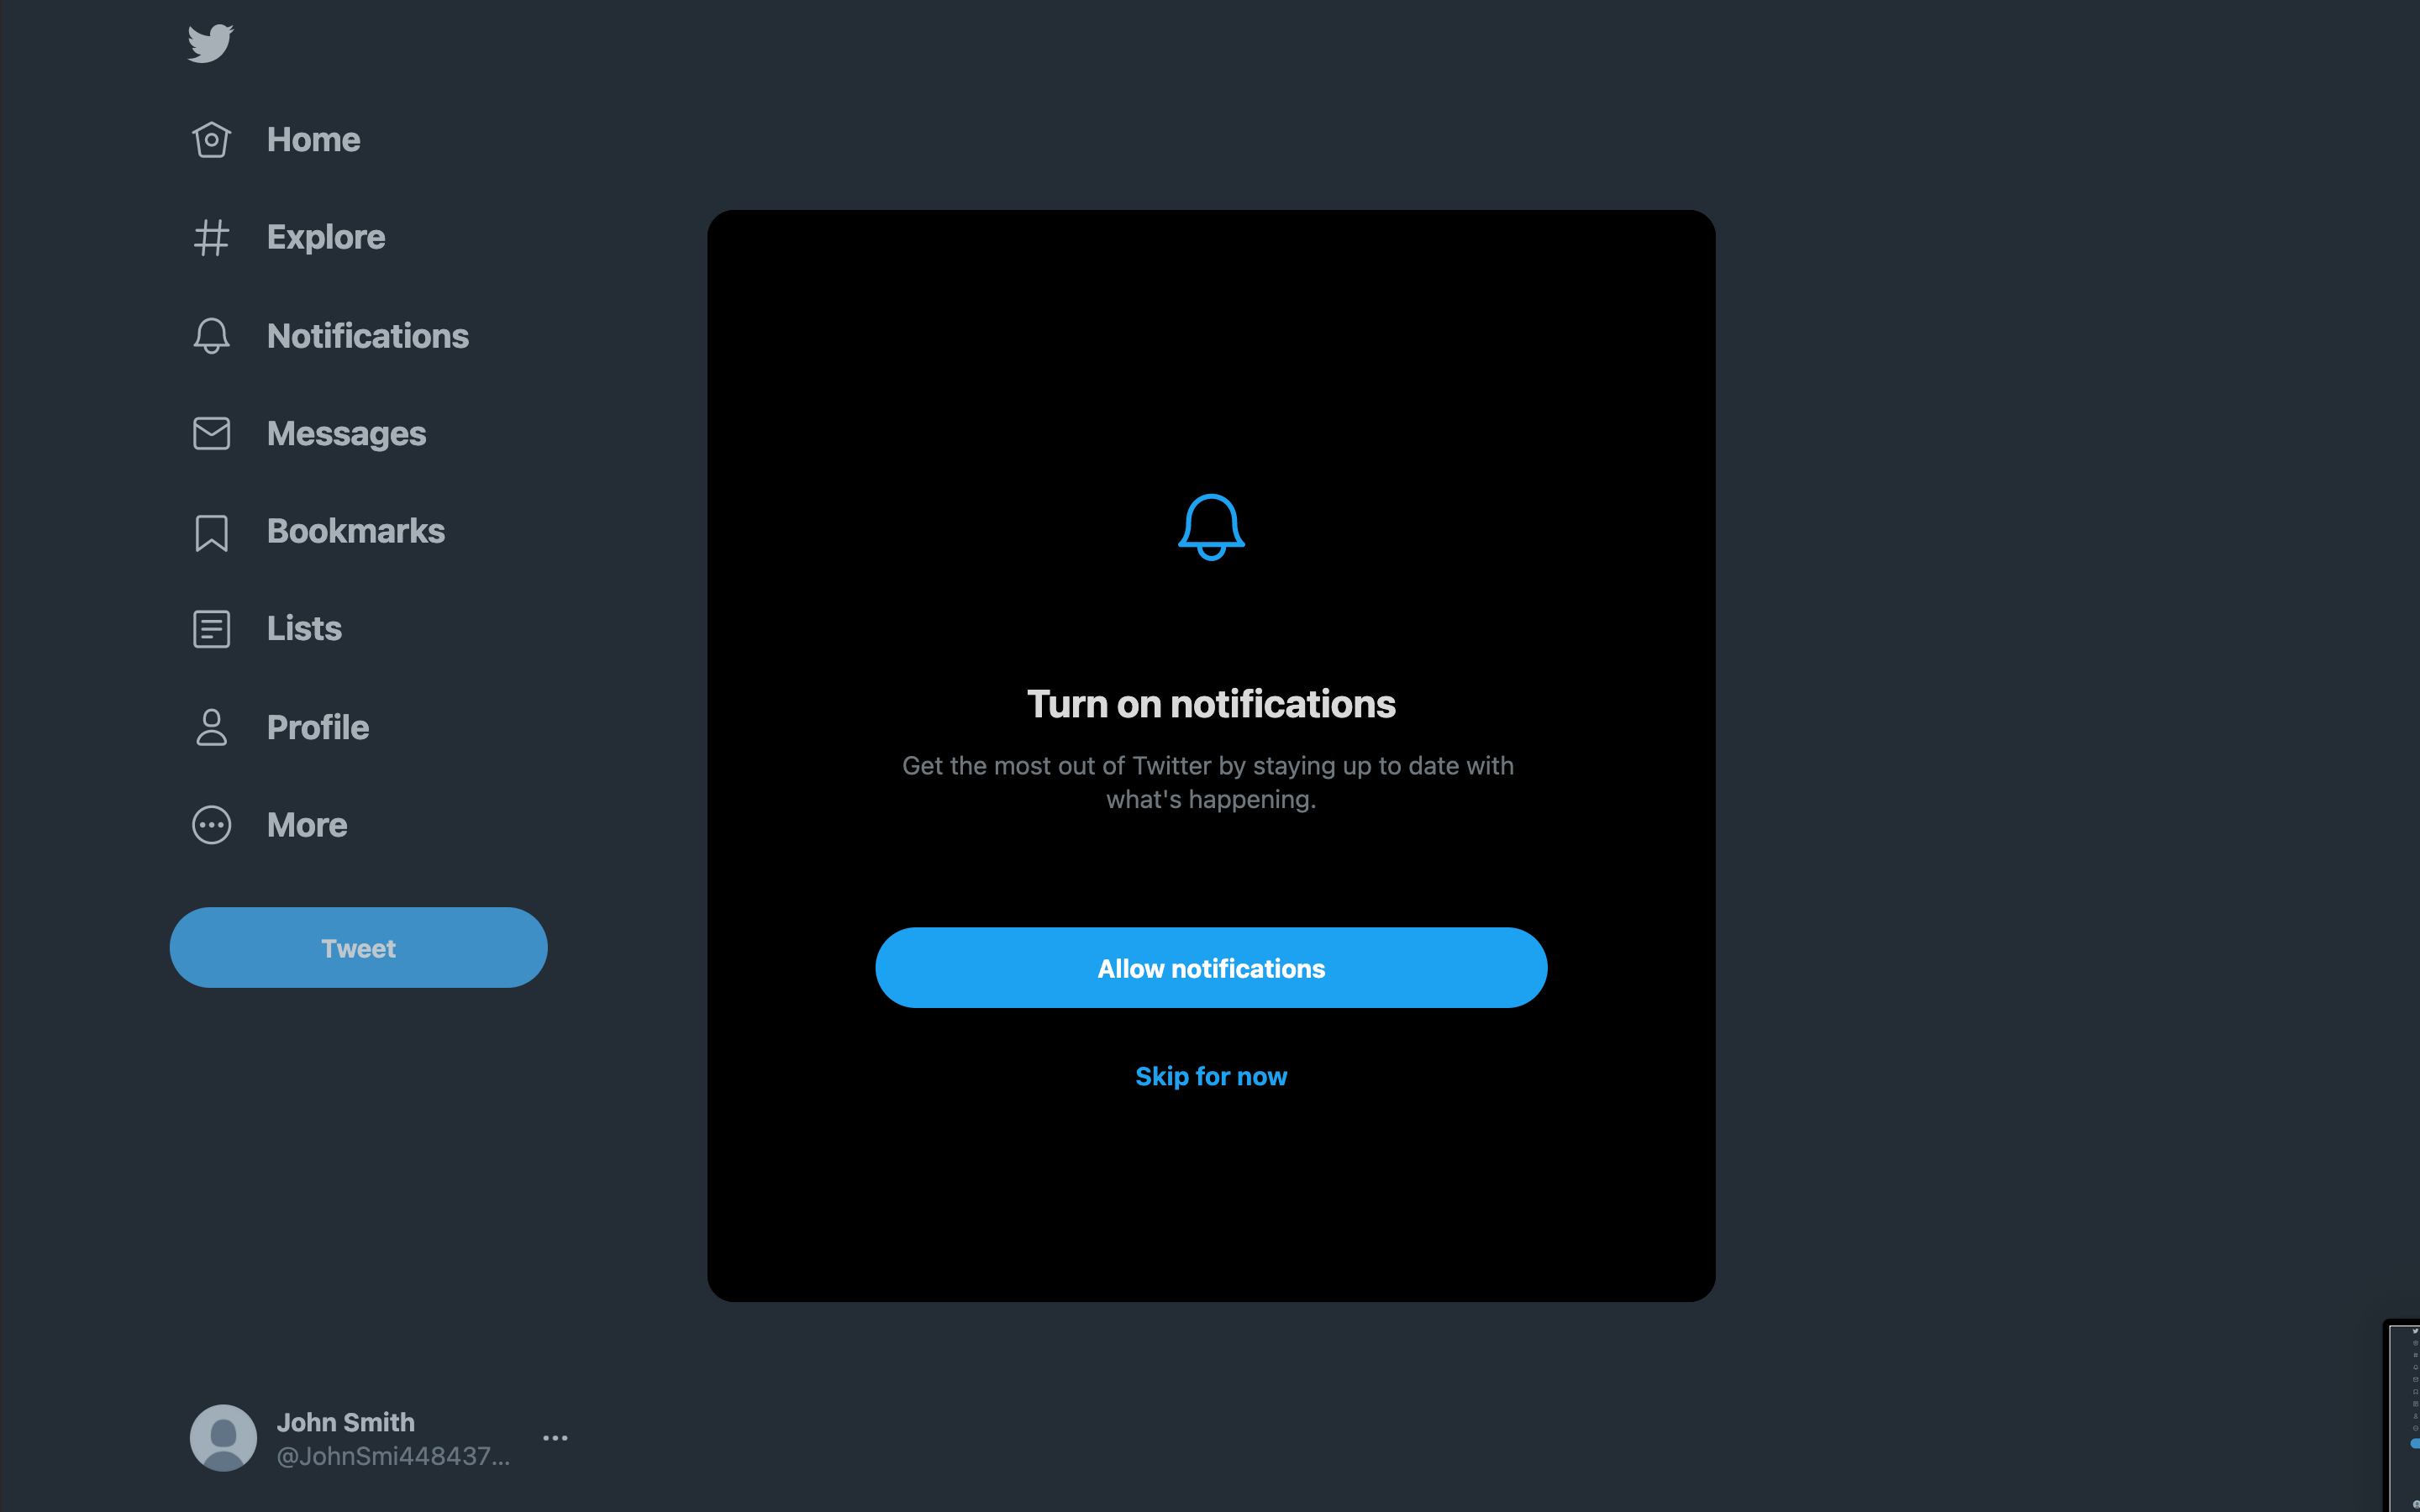 Home
Explore
Notifications
Messages
Bookmarks
Lists
Profile
More
Tweet
John Smith
@JohnSmi448437...
Turn on notifications
Get the most out of Twitter by staying up to date with
what's happening.
Allow notifications
Skip for now